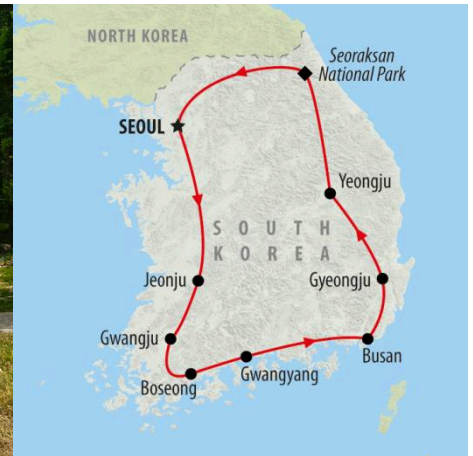 NORTH KOREA
Seoraksan
National Park
SEOUL
Yeongju
SOUTH
KOREA
Jeonju
Gyeongju
Gwangju
Busan
Gwangyang
Boseong